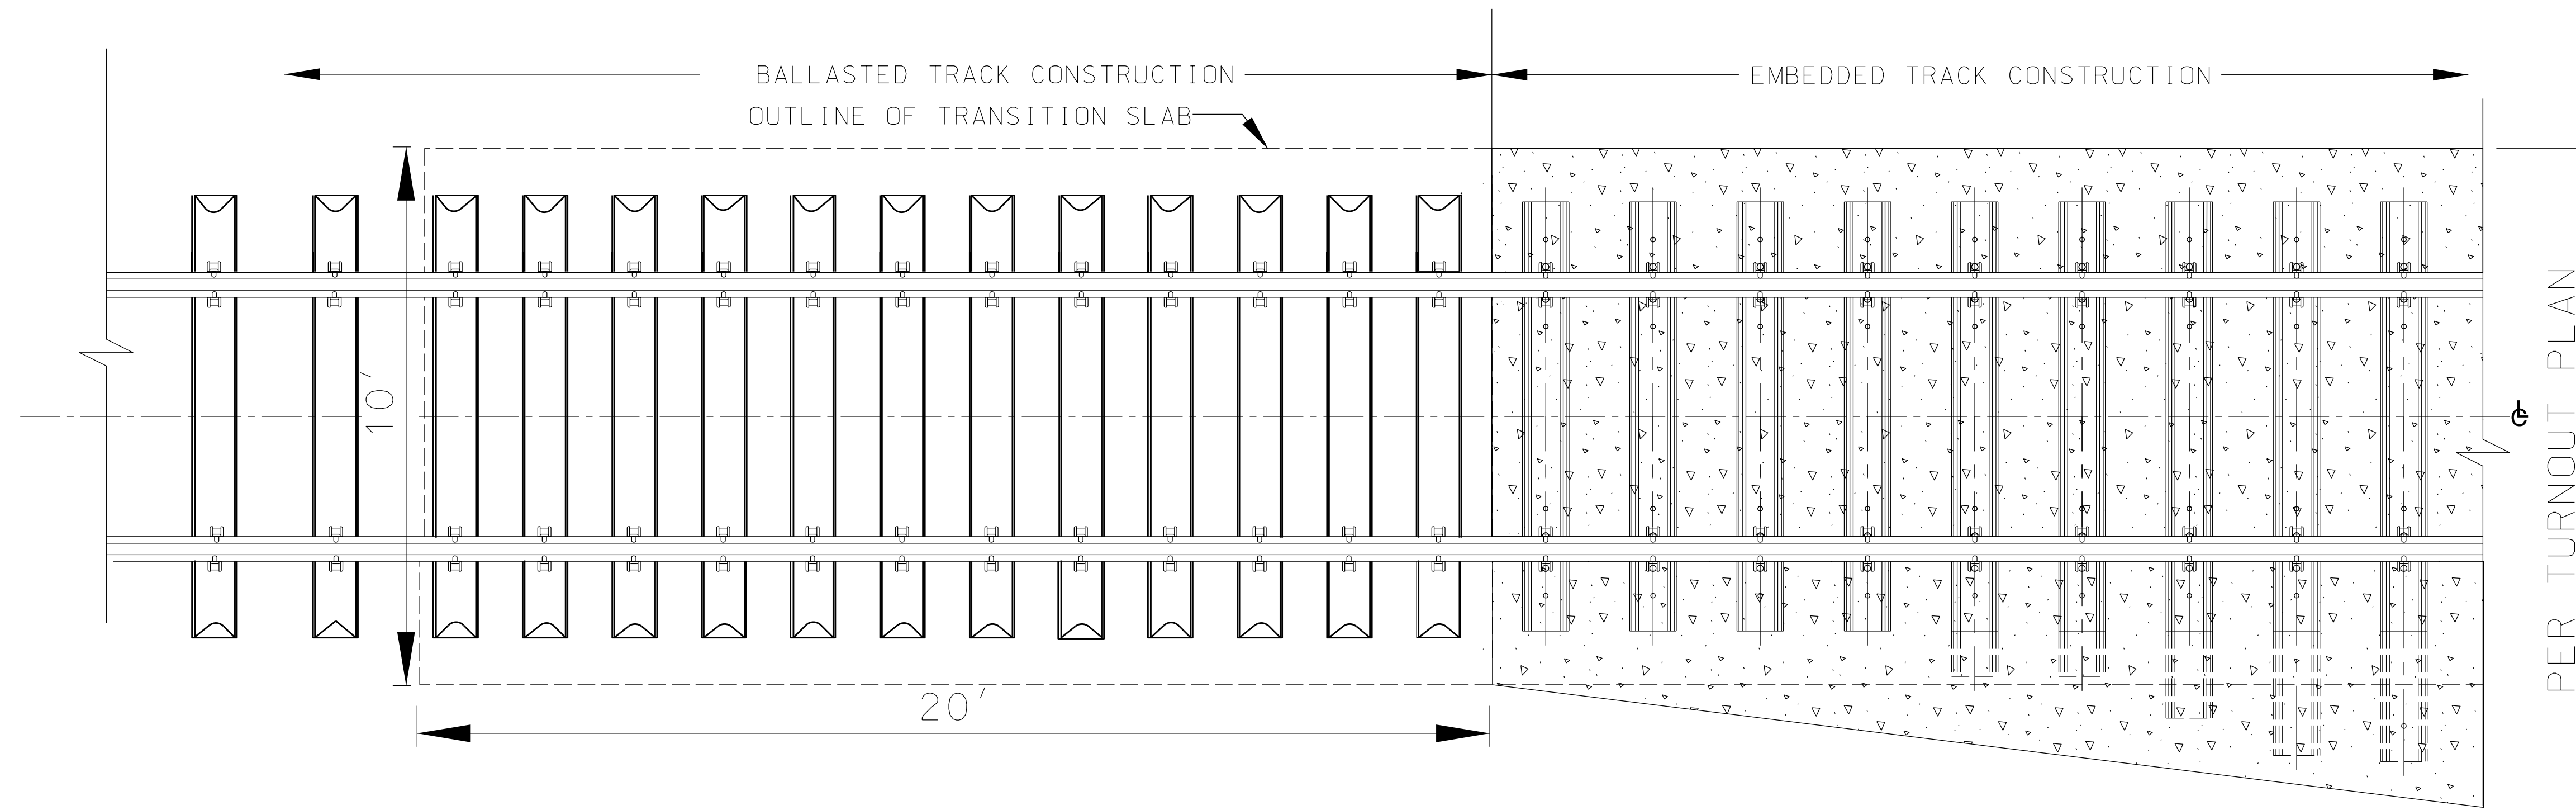 BALLASTED TRACK CONSTRUCTION
EMBEDDED TRACK CONSTRUCTION
OUTLINE OF TRANSITION SLAB
10'
20'
℄
PER TURNOUT PLAN